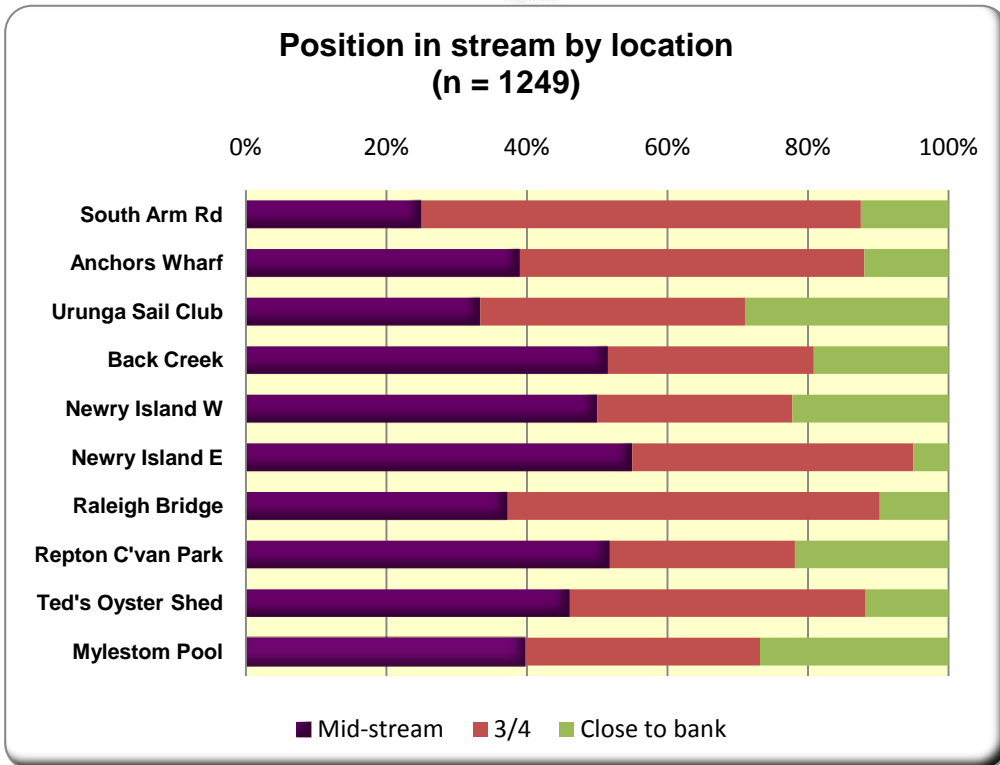 Position in stream by location
(n = 1249)
0% 20% 40% 60% 80% 100%
South Arm Rd
Anchors Wharf
Urunga Sail Club
Back Creek
Newry Island W
Newry Island E
Raleigh Bridge
Repton C'van Park
Ted's Oyster Shed
Mylestom Pool
Mid-stream 3/4 Close to bank